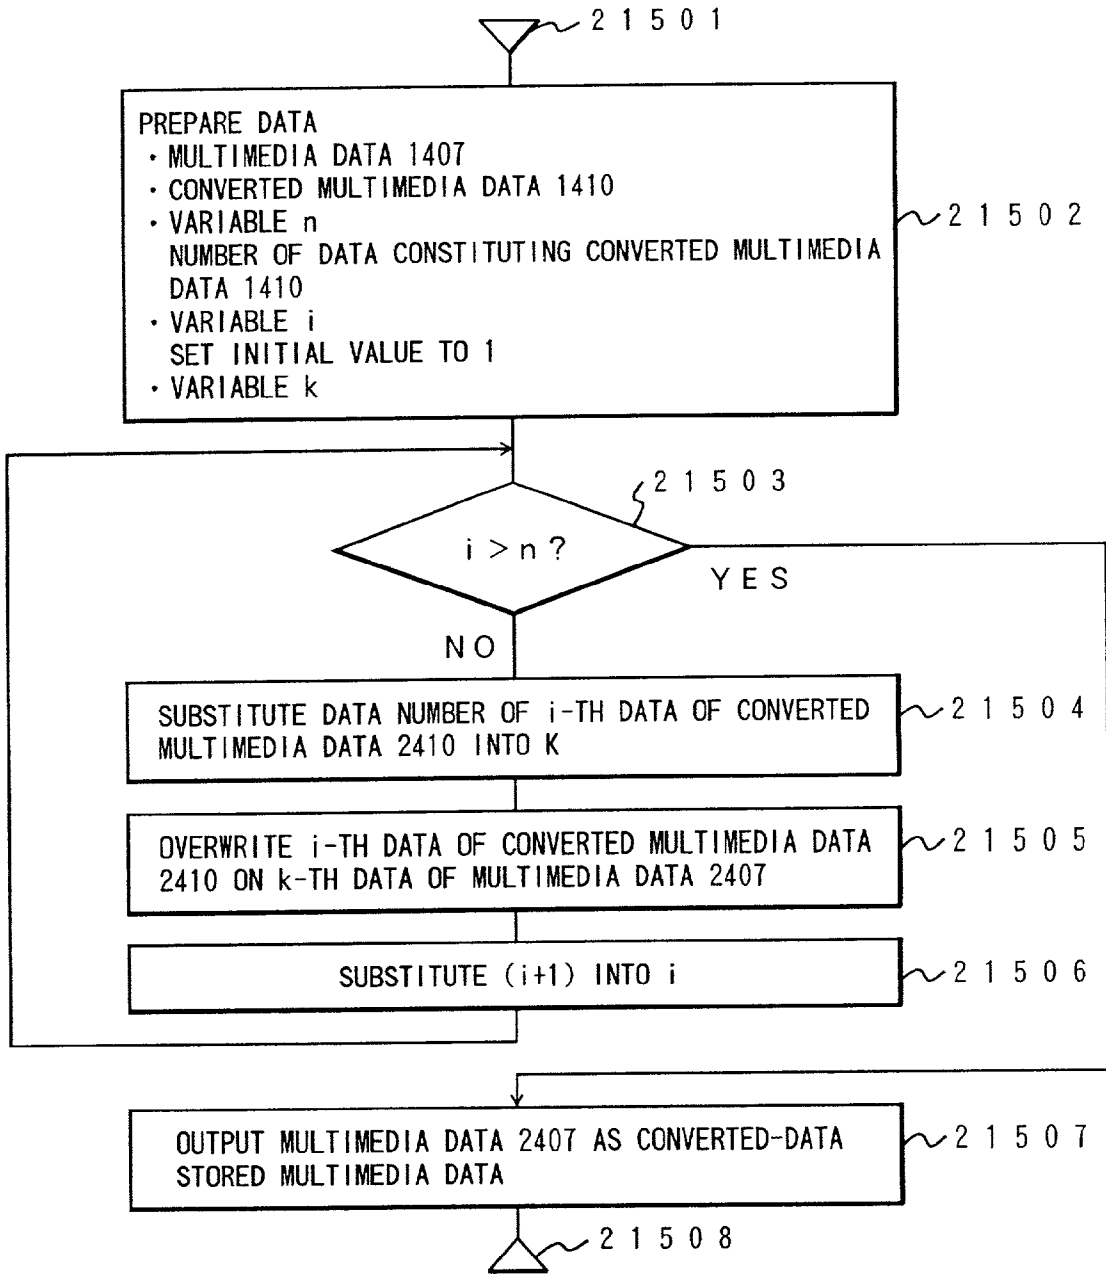 21501
PREPARE DATA
・MULTIMEDIA DATA 1407
・CONVERTED MULTIMEDIA DATA 1410
・VARIABLE n
NUMBER OF DATA CONSTITUTING CONVERTED MULTIMEDIA
DATA 1410
・VARIABLE i
SET INITIAL VALUE TO 1
・VARIABLE k
21502
21503
i > n ?
YES
NO
SUBSTITUTE DATA NUMBER OF i-TH DATA OF CONVERTED
MULTIMEDIA DATA 2410 INTO K
21504
OVERWRITE i-TH DATA OF CONVERTED MULTIMEDIA DATA
2410 ON k-TH DATA OF MULTIMEDIA DATA 2407
21505
SUBSTITUTE (i+1) INTO i
21506
OUTPUT MULTIMEDIA DATA 2407 AS CONVERTED-DATA
STORED MULTIMEDIA DATA
21507
21508